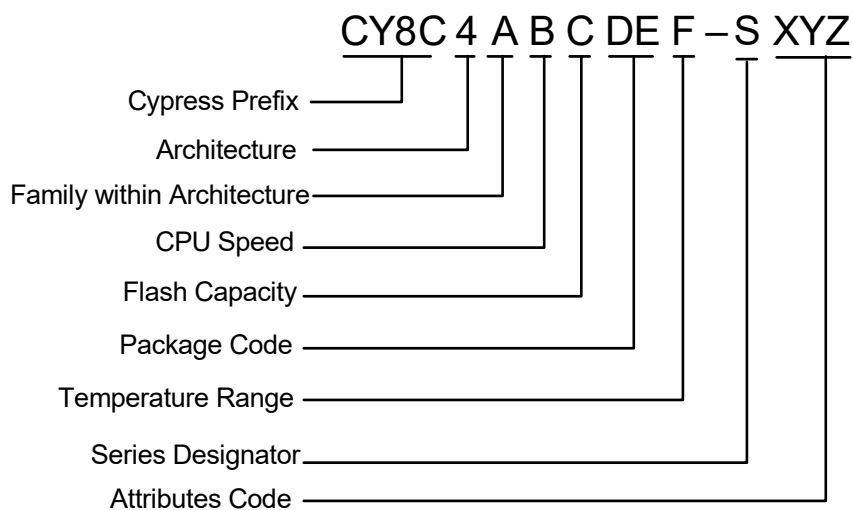 CY8C 4 A B C DE F – S XYZ
Cypress Prefix
Architecture
Family within Architecture
CPU Speed
Flash Capacity
Package Code
Temperature Range
Series Designator
Attributes Code